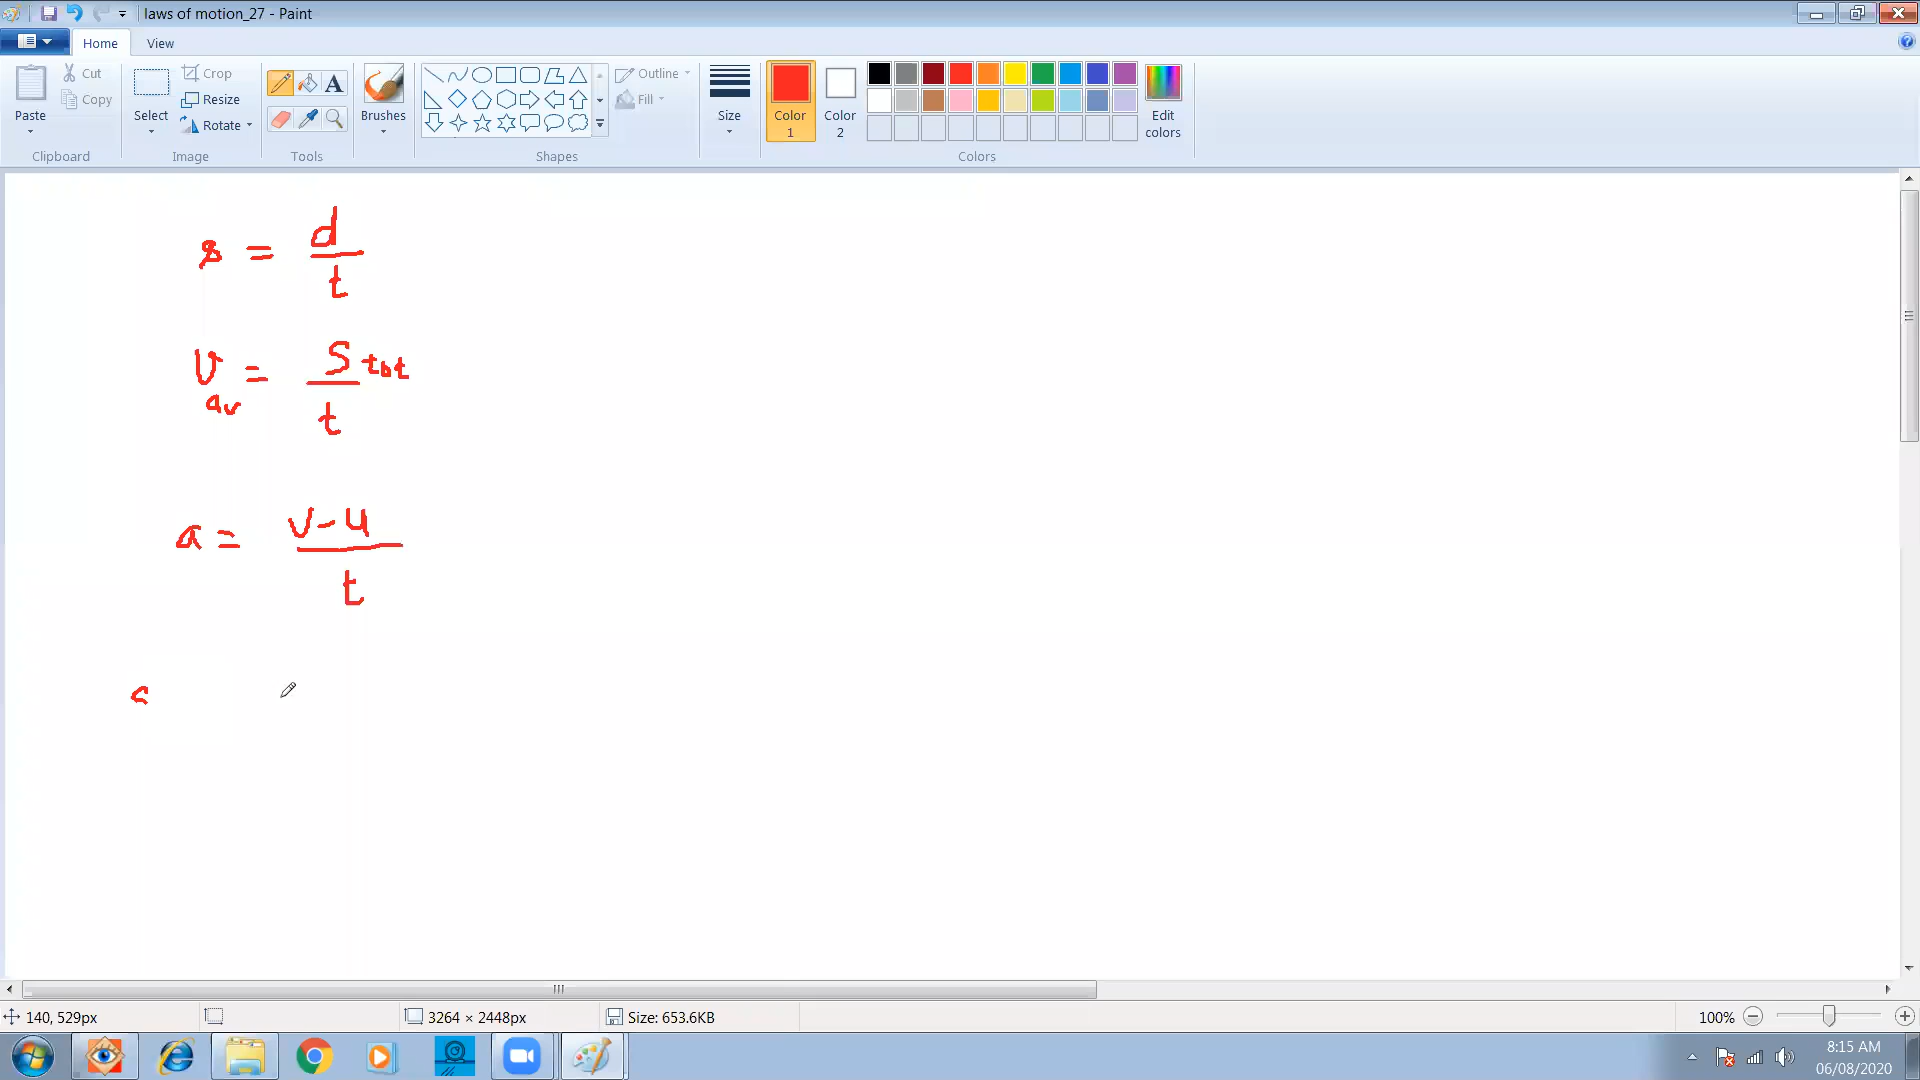 laws of motion_27 - Paint
Home View
Paste
Cut
Copy
Clipboard
Select
Crop
Resize
Rotate
Image
Tools
Brushes
Shapes
Outline
Fill
Size
Color 1
Color 2
Colors
Edit colors
s = d/t
v av = S tot / t
a = v-u / t
s
140, 529px
3264 × 2448px
Size: 653.6KB
100%
8:15 AM
06/08/2020